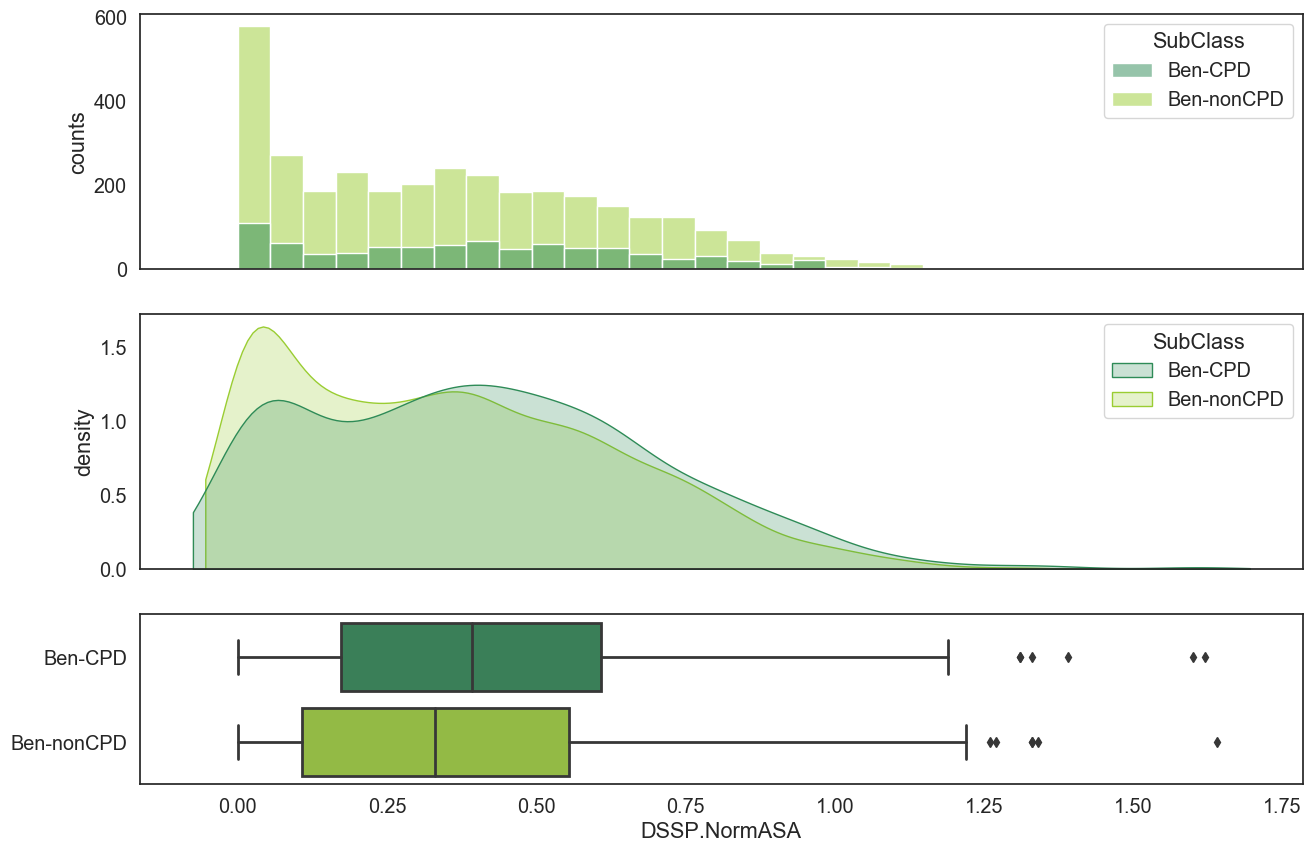 600
400
200
0
counts
SubClass
Ben-CPD
Ben-nonCPD
1.5
1.0
0.5
0.0
density
SubClass
Ben-CPD
Ben-nonCPD
Ben-CPD
Ben-nonCPD
0.00 0.25 0.50 0.75 1.00 1.25 1.50 1.75
DSSP.NormASA